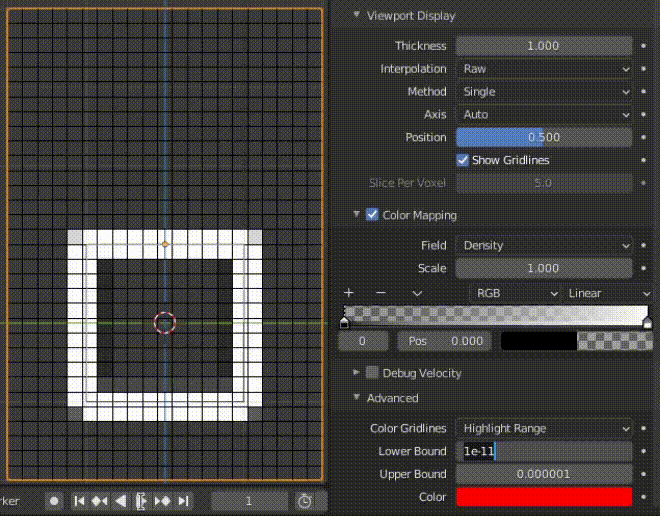 Viewport Display
Thickness 1.000
Interpolation Raw
Method Single
Axis Auto
Position 0.500
Show Gridlines
Slice Per Voxel 5.0
Color Mapping
Field Density
Scale 1.000
RGB Linear
0 Pos 0.000
Debug Velocity
Advanced
Color Gridlines Highlight Range
Lower Bound 1e-11
Upper Bound 0.000001
Color
rker 1